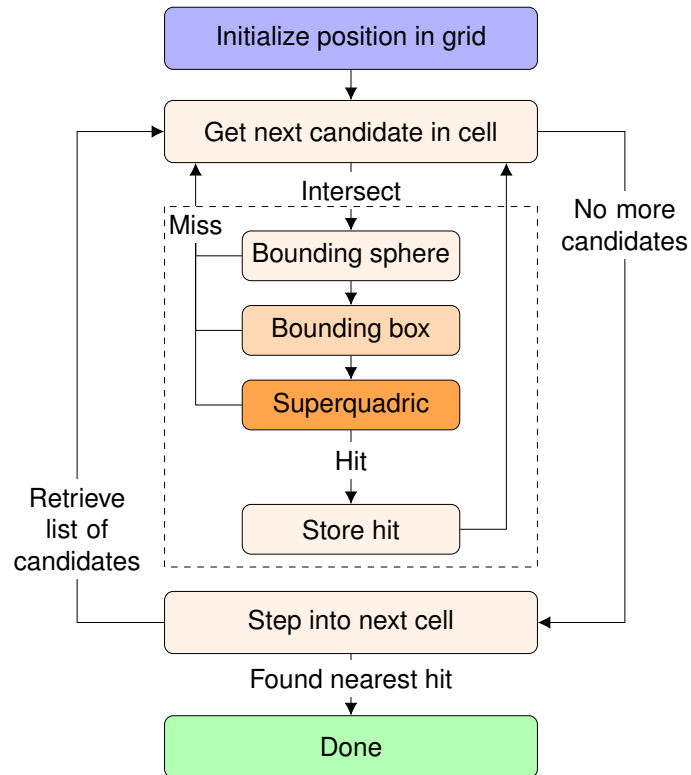 Initialize position in grid
Get next candidate in cell
Intersect
Miss
No more
candidates
Bounding sphere
Bounding box
Superquadric
Hit
Retrieve
list of
candidates
Store hit
Step into next cell
Found nearest hit
Done